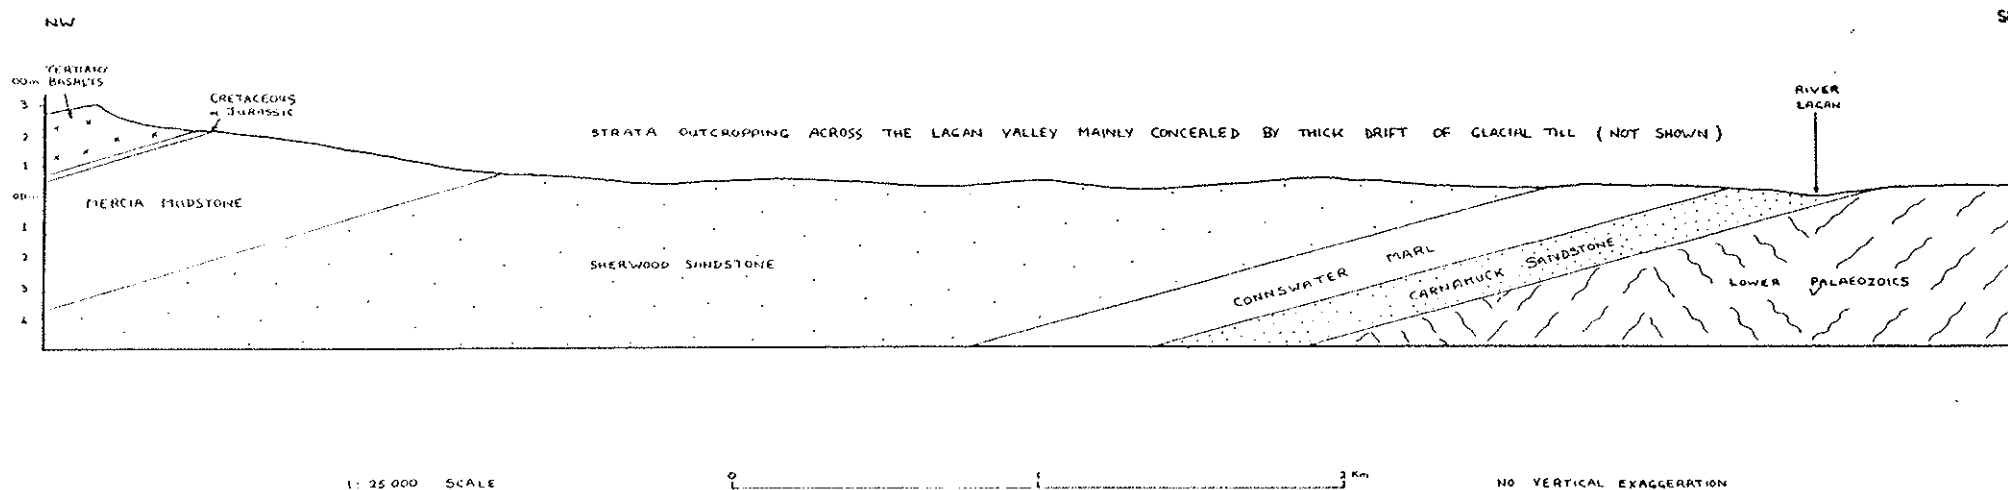 NW
TERTIARY
BASALTS
00m
3
2
1
OD
1
2
3
4
CRETACEOUS
& JURASSIC
STRATA OUTCROPPING ACROSS THE LAGAN VALLEY MAINLY CONCEALED BY THICK DRIFT OF GLACIAL TILL (NOT SHOWN)
RIVER
LAGAN
MERCIA MUDSTONE
SHERWOOD SANDSTONE
CONNSWATER MARL
CARNAMUCK SANDSTONE
LOWER PALAEOZOICS
1:25 000 SCALE
0 1 2 Km
NO VERTICAL EXAGGERATION